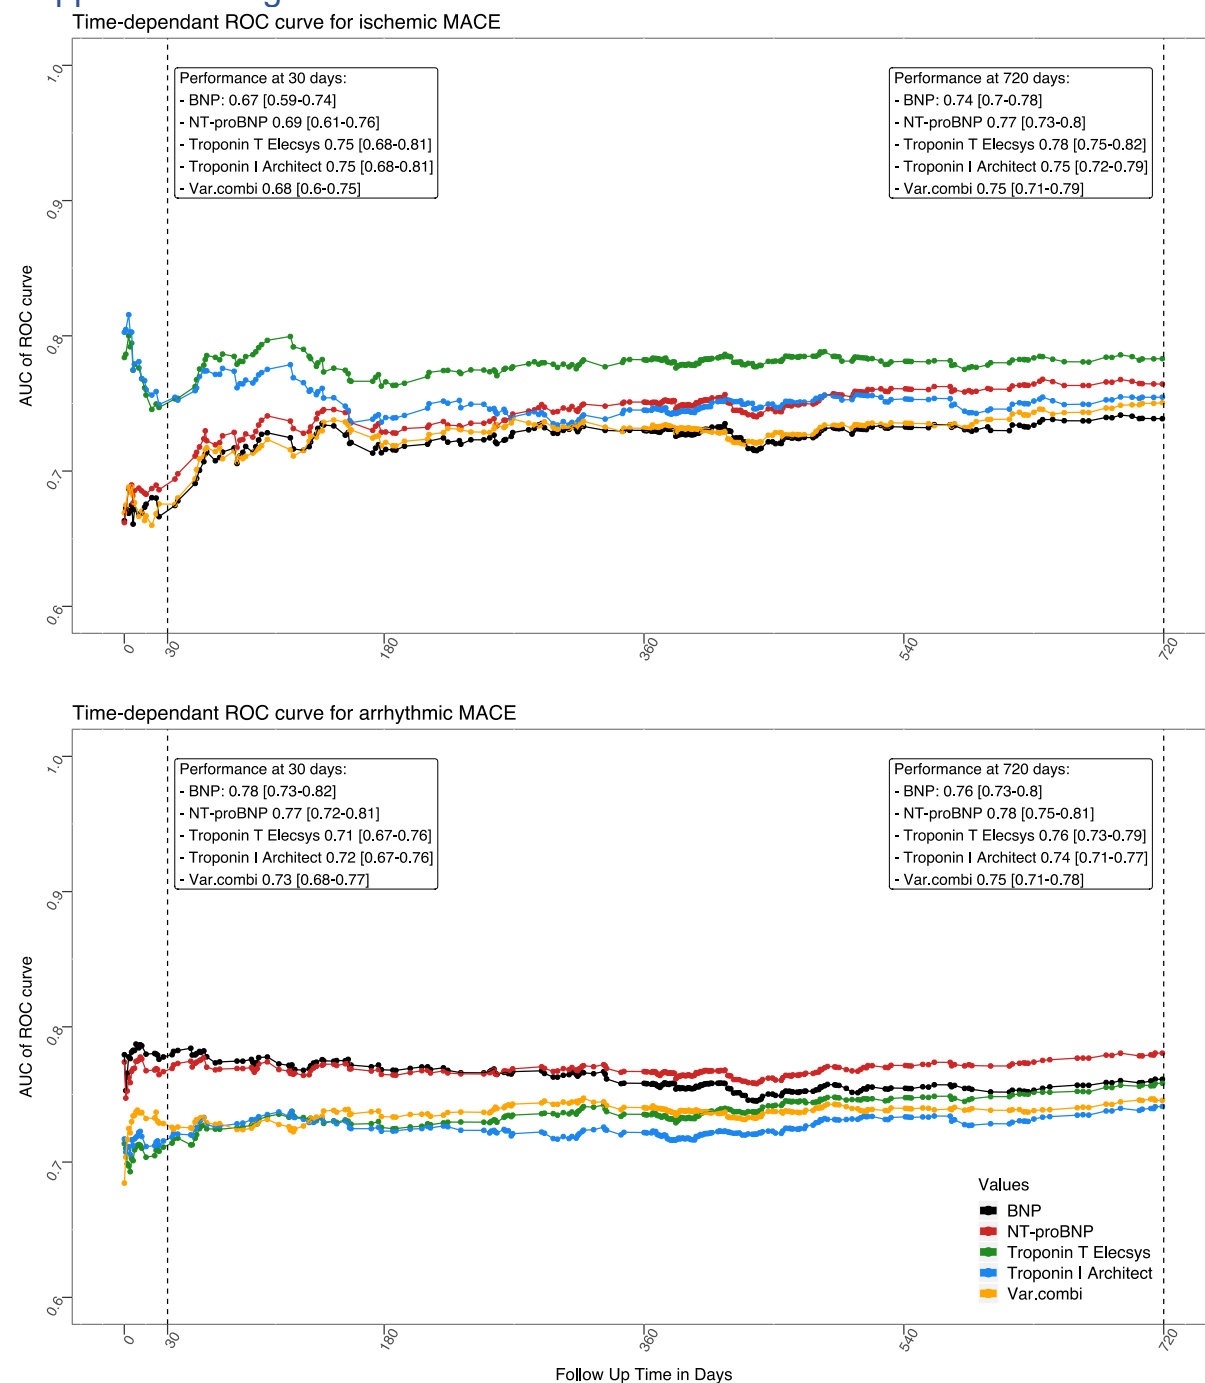 Time-dependant ROC curve for ischemic MACE
Performance at 30 days:
- BNP: 0.67 [0.59-0.74]
- NT-proBNP 0.69 [0.61-0.76]
- Troponin T Elecsys 0.75 [0.68-0.81]
- Troponin I Architect 0.75 [0.68-0.81]
- Var.combi 0.68 [0.6-0.75]
Performance at 720 days:
- BNP: 0.74 [0.7-0.78]
- NT-proBNP 0.77 [0.73-0.8]
- Troponin T Elecsys 0.78 [0.75-0.82]
- Troponin I Architect 0.75 [0.72-0.79]
- Var.combi 0.75 [0.71-0.79]
AUC of ROC curve
1.0
0.9
0.8
0.7
0.6
0
30
180
360
540
720
Time-dependant ROC curve for arrhythmic MACE
Performance at 30 days:
- BNP: 0.78 [0.73-0.82]
- NT-proBNP 0.77 [0.72-0.81]
- Troponin T Elecsys 0.71 [0.67-0.76]
- Troponin I Architect 0.72 [0.67-0.76]
- Var.combi 0.73 [0.68-0.77]
Performance at 720 days:
- BNP: 0.76 [0.73-0.8]
- NT-proBNP 0.78 [0.75-0.81]
- Troponin T Elecsys 0.76 [0.73-0.79]
- Troponin I Architect 0.74 [0.71-0.77]
- Var.combi 0.75 [0.71-0.78]
AUC of ROC curve
1.0
0.9
0.8
0.7
0.6
Values
BNP
NT-proBNP
Troponin T Elecsys
Troponin I Architect
Var.combi
0
30
180
360
540
720
Follow Up Time in Days